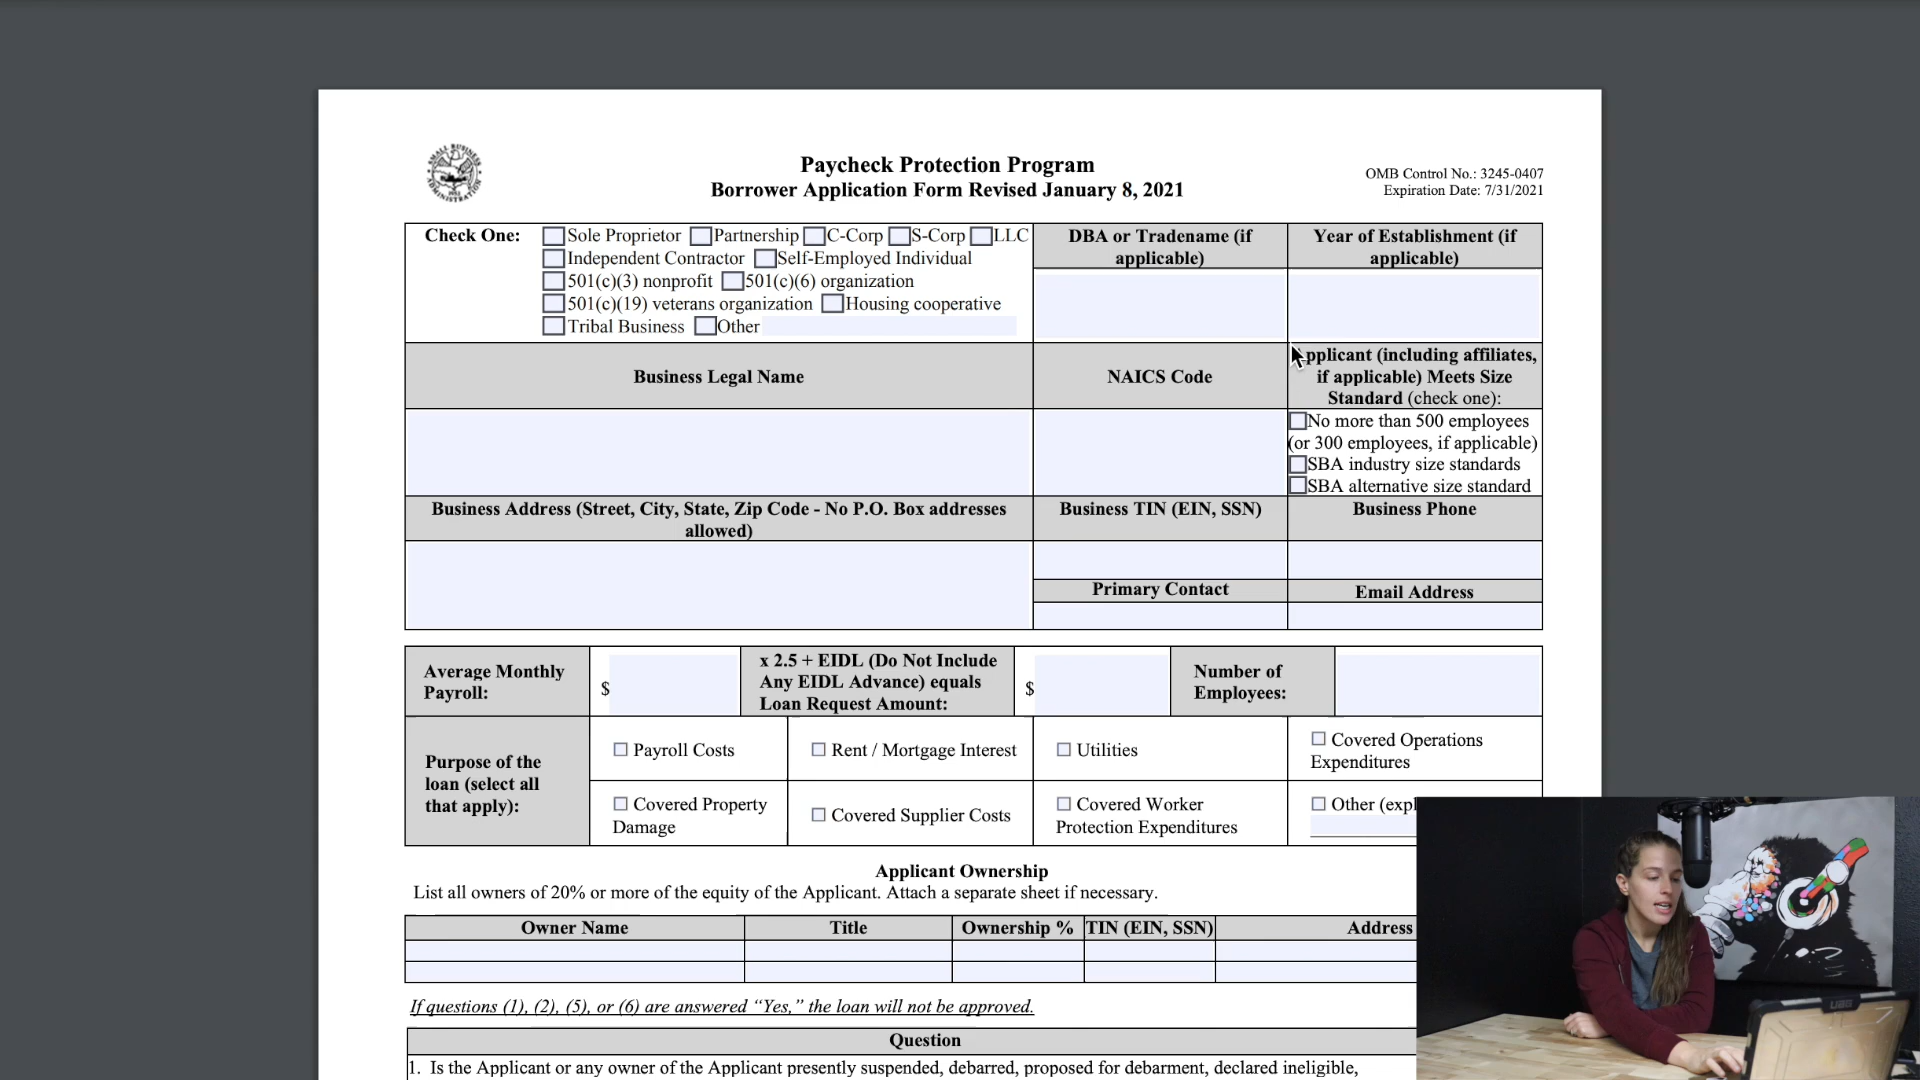 Paycheck Protection Program
Borrower Application Form Revised January 8, 2021
OMB Control No.: 3245-0407
Expiration Date: 7/31/2021
SMALL BUSINESS ADMINISTRATION
Check One:
Sole Proprietor Partnership C-Corp S-Corp LLC
Independent Contractor Self-Employed Individual
501(c)(3) nonprofit 501(c)(6) organization
501(c)(19) veterans organization Housing cooperative
Tribal Business Other
DBA or Tradename (if
applicable)
Year of Establishment (if
applicable)
Business Legal Name
NAICS Code
pplicant (including affiliates,
if applicable) Meets Size
Standard (check one):
No more than 500 employees
(or 300 employees, if applicable)
SBA industry size standards
SBA alternative size standard
Business Address (Street, City, State, Zip Code - No P.O. Box addresses
allowed)
Business TIN (EIN, SSN)
Business Phone
Primary Contact
Email Address
Average Monthly
Payroll:
$
x 2.5 + EIDL (Do Not Include
Any EIDL Advance) equals
Loan Request Amount:
$
Number of
Employees:
Purpose of the
loan (select all
that apply):
Payroll Costs
Rent / Mortgage Interest
Utilities
Covered Operations
Expenditures
Covered Property
Damage
Covered Supplier Costs
Covered Worker
Protection Expenditures
Other (expl
Applicant Ownership
List all owners of 20% or more of the equity of the Applicant. Attach a separate sheet if necessary.
Owner Name
Title
Ownership %
TIN (EIN, SSN)
Address
If questions (1), (2), (5), or (6) are answered “Yes,” the loan will not be approved.
Question
1. Is the Applicant or any owner of the Applicant presently suspended, debarred, proposed for debarment, declared ineligible,
UAG